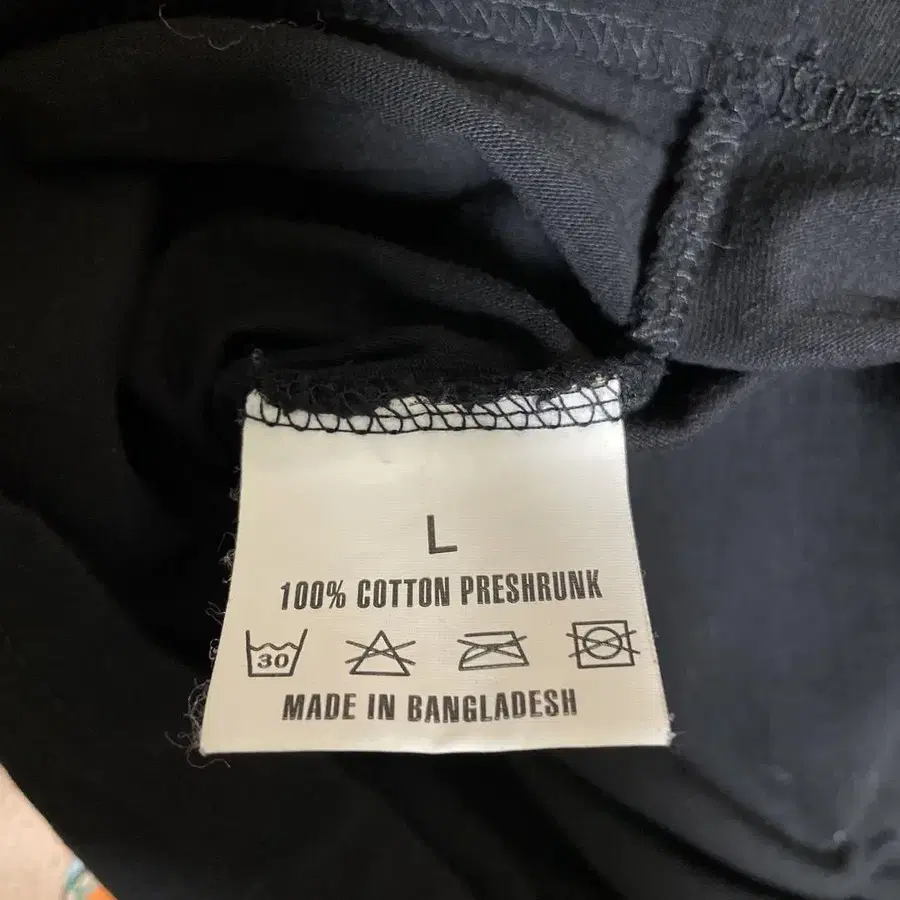 L
100% COTTON PRESHRUNK
30
MADE IN BANGLADESH